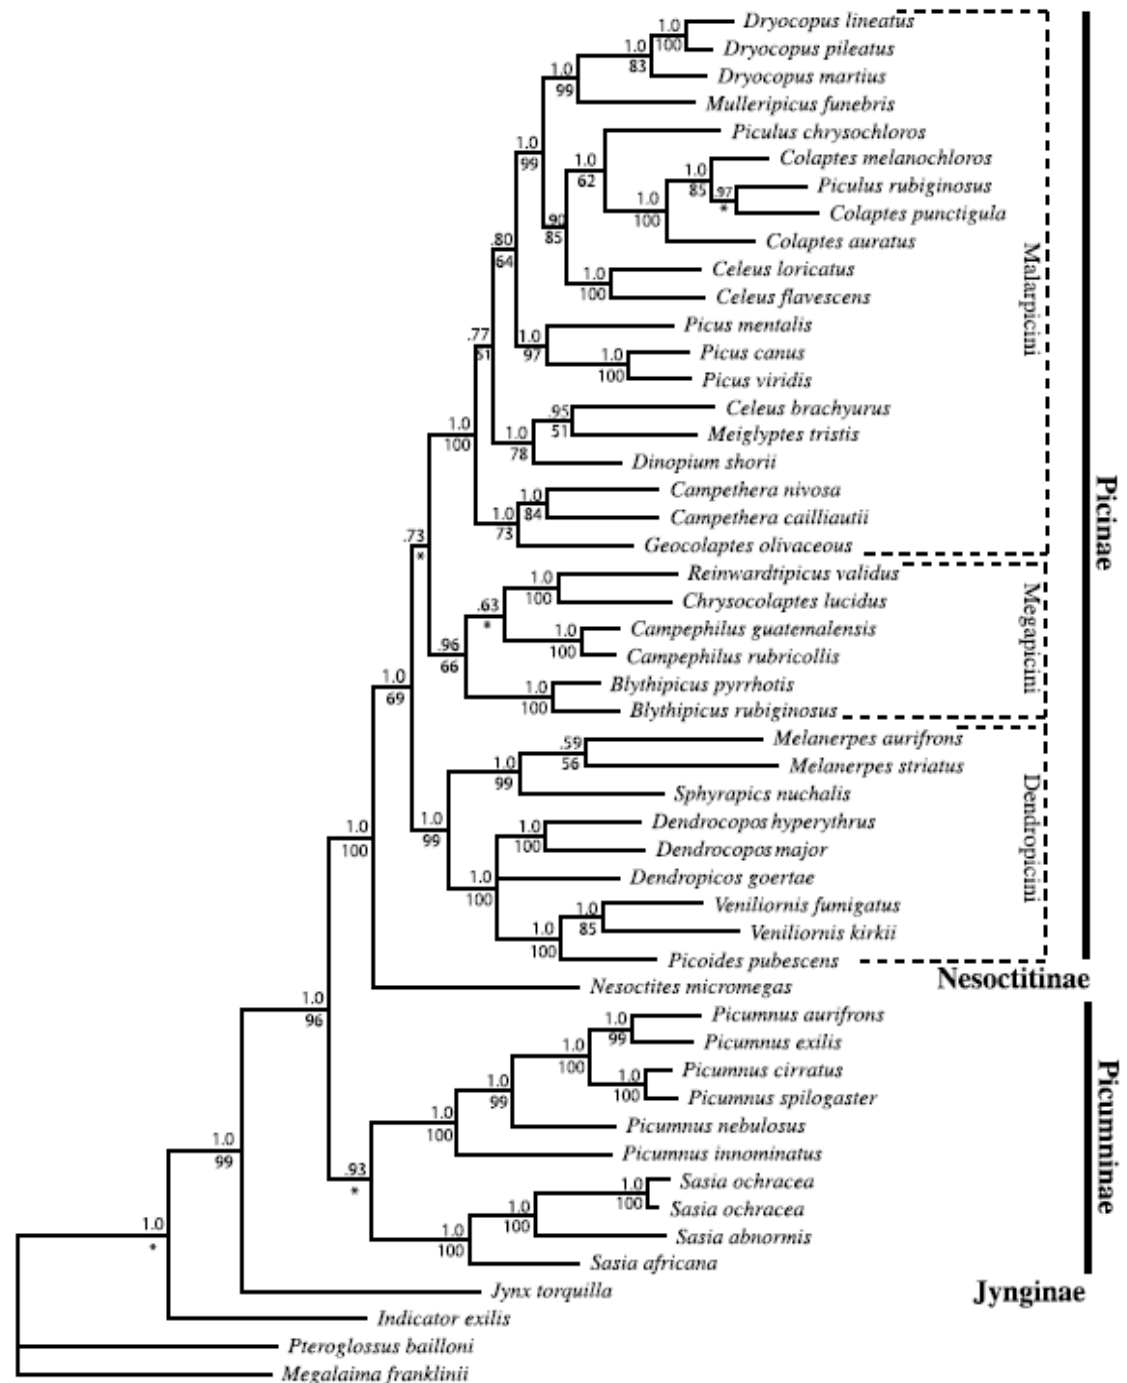 Dryocopus lineatus
1.0
100
Dryocopus pileatus
1.0
83
Dryocopus martius
1.0
99
Mulleripicus funebris
Piculus chrysochloros
1.0
99
Colaptes melanochloros
1.0
62
1.0
85
Piculus rubiginosus
.97
*
1.0
100
Colaptes punctigula
.90
85
Colaptes auratus
.80
64
Celeus loricatus
1.0
100
Celeus flavescens
Malarpicini
Picus mentalis
.77
51
1.0
97
Picus canus
1.0
100
Picus viridis
Celeus brachyurus
.95
51
1.0
100
Meiglyptes tristis
1.0
78
Dinopium shorii
Campethera nivosa
1.0
84
Campethera cailliautii
1.0
73
Geocolaptes olivaceous
Picinae
.73
*
Reinwardtipicus validus
1.0
100
Chrysocolaptes lucidus
.63
*
Campephilus guatemalensis
1.0
100
Campephilus rubricollis
Megapicini
.96
66
Blythipicus pyrrhotis
1.0
69
1.0
100
Blythipicus rubiginosus
Melanerpes aurifrons
.59
56
Melanerpes striatus
1.0
99
Sphyrapics nuchalis
Dendrocopos hyperythrus
1.0
99
1.0
100
Dendrocopos major
1.0
100
Dendropicini
Dendropicos goertae
1.0
100
Veniliornis fumigatus
1.0
85
Veniliornis kirkii
1.0
100
Picoides pubescens
Nesoctitinae
Nesoctites micromegas
1.0
96
Picumnus aurifrons
1.0
99
Picumnus exilis
1.0
100
Picumnus cirratus
1.0
100
Picumnus spilogaster
1.0
99
Picumnus nebulosus
1.0
100
Picumnus innominatus
Picumninae
1.0
99
.93
*
Sasia ochracea
1.0
100
Sasia ochracea
1.0
100
Sasia abnormis
1.0
100
1.0
*
Sasia africana
Jynginae
Jynx torquilla
Indicator exilis
Pteroglossus bailloni
Megalaima franklinii